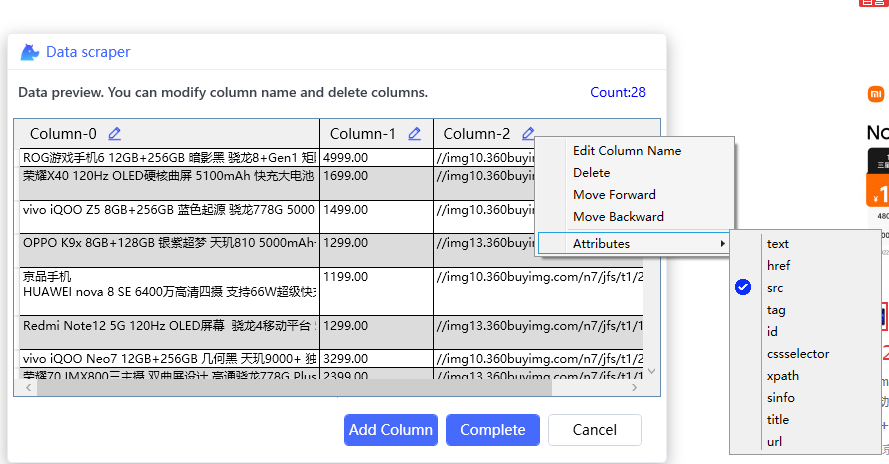 自营
Data scraper
Data preview. You can modify column name and delete columns.
Count:28
Column-0
Column-1
Column-2
ROG游戏手机6 12GB+256GB 暗影黑 骁龙8+Gen1 矩
4999.00
//img10.360buyim
荣耀X40 120Hz OLED硬核曲屏 5100mAh 快充大电池
1699.00
//img10.360buyim
vivo iQOO Z5 8GB+256GB 蓝色起源 骁龙778G 5000
1499.00
//img10.360buyim
OPPO K9x 8GB+128GB 银紫超梦 天玑810 5000mAh
1299.00
//img13.360buyimg.com/n7/jfs/t1/2
京品手机
HUAWEI nova 8 SE 6400万高清四摄 支持66W超级快
1199.00
//img10.360buyimg.com/n7/jfs/t1/2
Redmi Note12 5G 120Hz OLED屏幕 骁龙4移动平台
1299.00
//img13.360buyimg.com/n7/jfs/t1/1
vivo iQOO Neo7 12GB+256GB 几何黑 天玑9000+ 独
3299.00
//img10.360buyimg.com/n7/jfs/t1/2
荣耀70 IMX800三主摄 双曲屏设计 高通骁龙778G Plus
2399.00
//img13.360buyimg.com/n7/jfs/t1/1
Edit Column Name
Delete
Move Forward
Move Backward
Attributes
text
href
src
tag
id
cssselector
xpath
sinfo
title
url
Add Column
Complete
Cancel
No
¥1
480